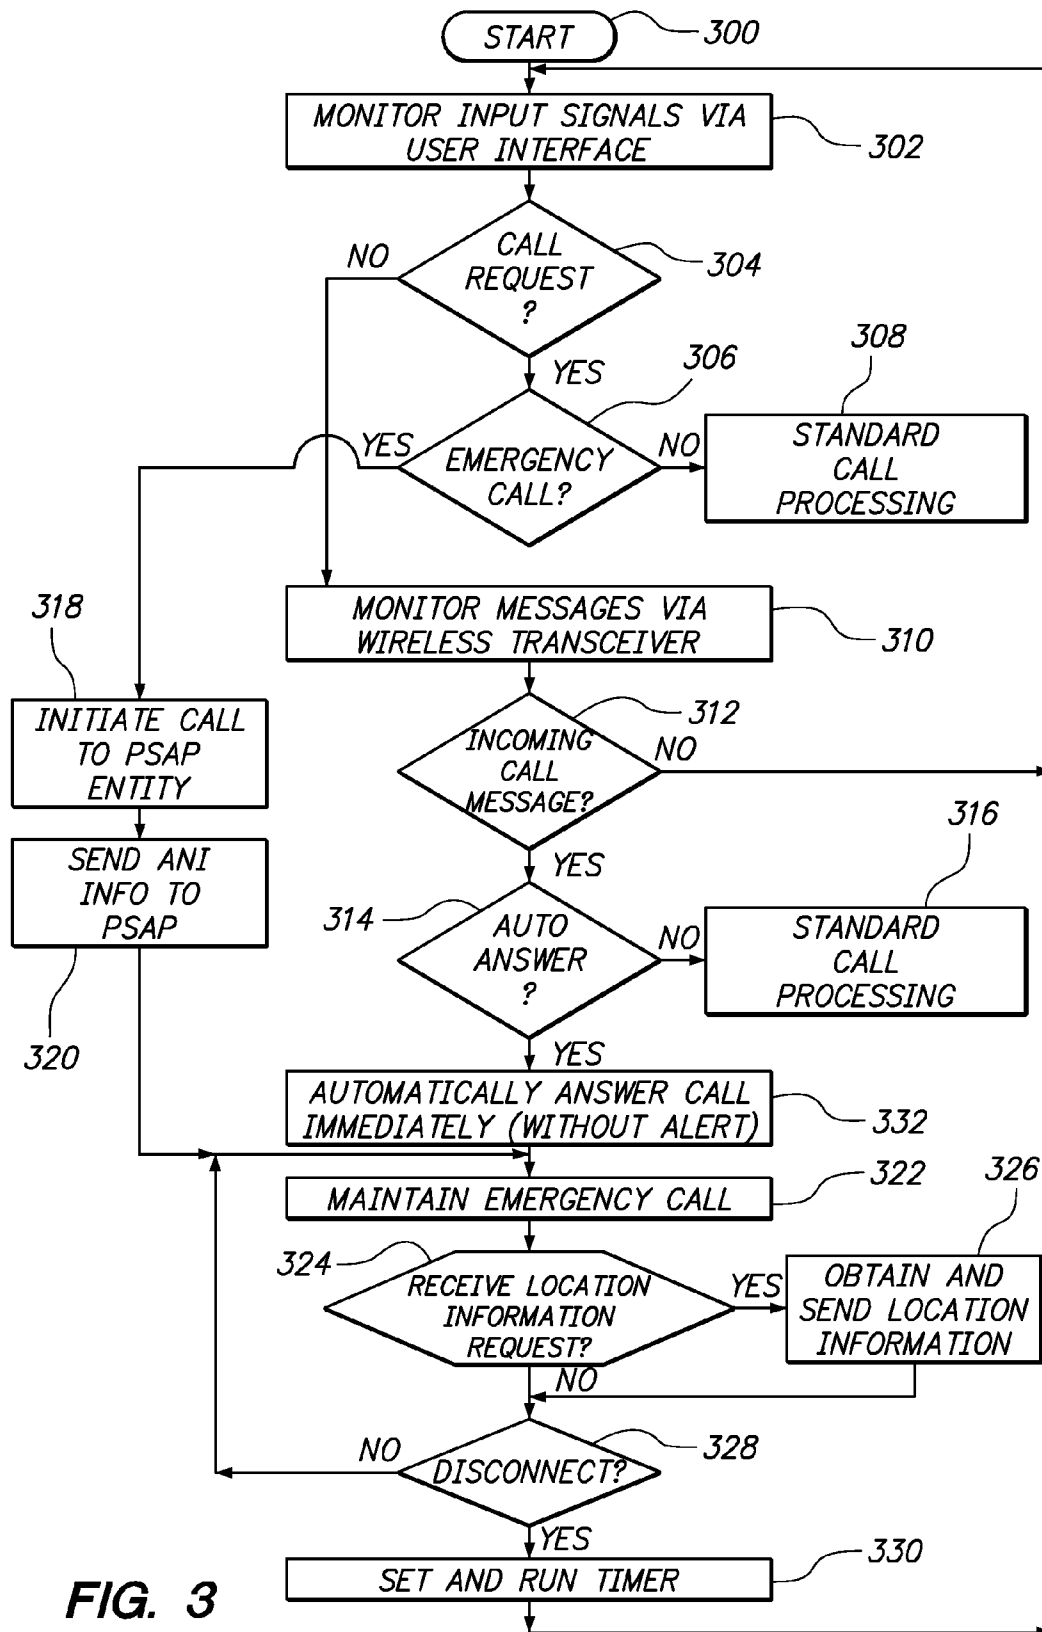 START
300
MONITOR INPUT SIGNALS VIA
USER INTERFACE
302
CALL
REQUEST
?
304
NO
YES
306
308
EMERGENCY
CALL?
YES
NO
STANDARD
CALL
PROCESSING
318
MONITOR MESSAGES VIA
WIRELESS TRANSCEIVER
310
INITIATE CALL
TO PSAP
ENTITY
312
INCOMING
CALL
MESSAGE?
NO
YES
SEND ANI
INFO TO
PSAP
320
314
316
AUTO
ANSWER
?
NO
STANDARD
CALL
PROCESSING
YES
AUTOMATICALLY ANSWER CALL
IMMEDIATELY (WITHOUT ALERT)
332
MAINTAIN EMERGENCY CALL
322
326
324
RECEIVE LOCATION
INFORMATION
REQUEST?
YES
OBTAIN AND
SEND LOCATION
INFORMATION
NO
328
NO
DISCONNECT?
YES
SET AND RUN TIMER
330
FIG. 3